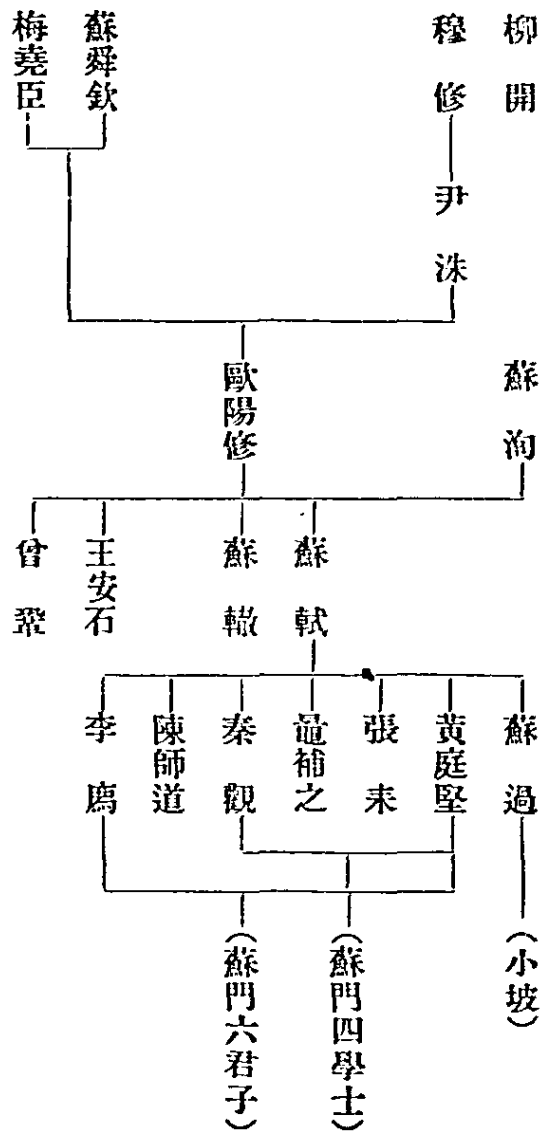 柳開
穆修
尹洙
蘇舜欽
梅堯臣
蘇洵
歐陽修
蘇軾
蘇轍
王安石
曾鞏
蘇過
黃庭堅
張耒
鼂補之
秦觀
陳師道
李廌
（小坡）
（蘇門四學士）
（蘇門六君子）